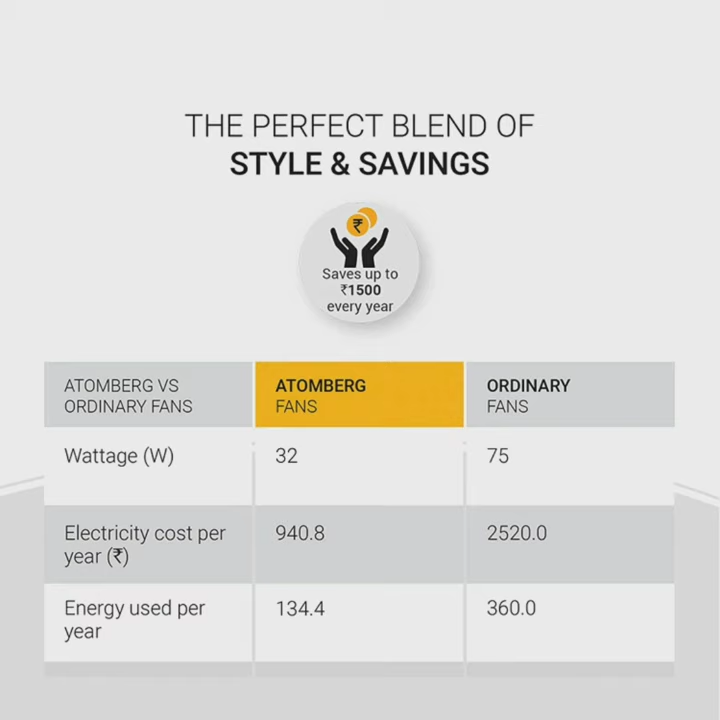 THE PERFECT BLEND OF
STYLE & SAVINGS
₹
Saves up to
₹1500
every year
ATOMBERG VS
ORDINARY FANS
ATOMBERG
FANS
ORDINARY
FANS
Wattage (W)
32
75
Electricity cost per
year (₹)
940.8
2520.0
Energy used per
year
134.4
360.0